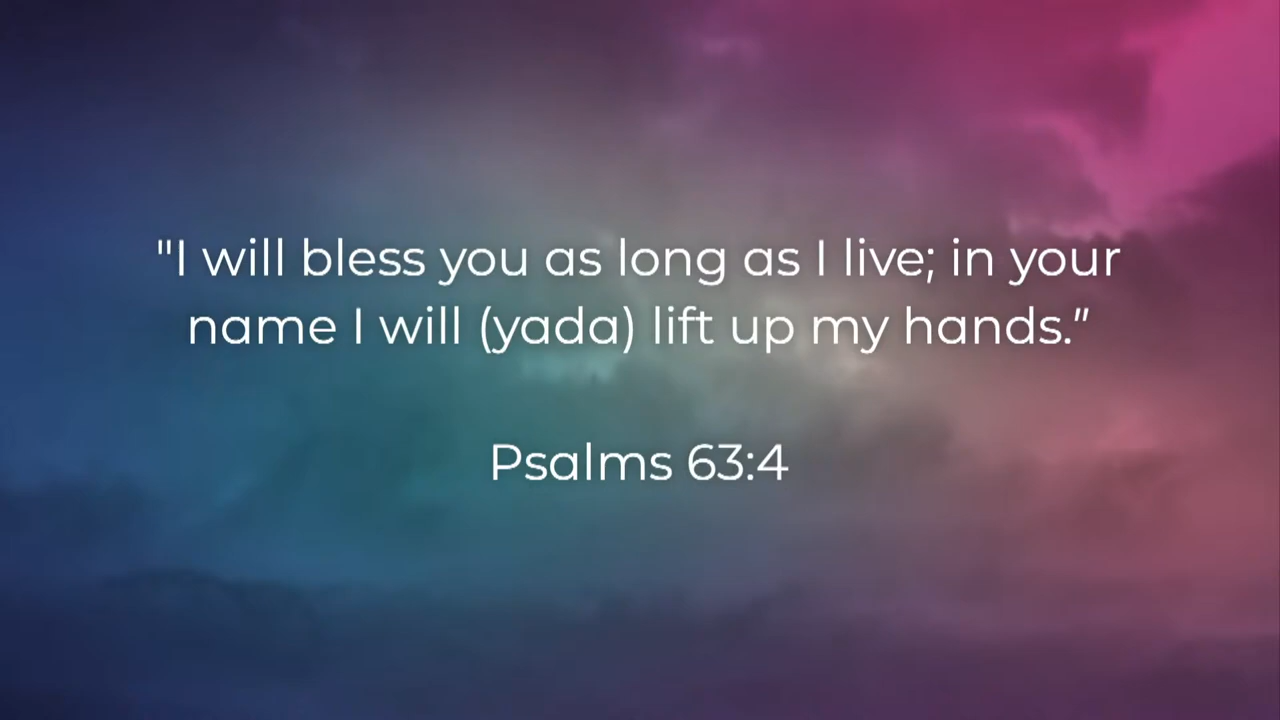 "I will bless you as long as I live; in your
name I will (yada) lift up my hands.”
Psalms 63:4